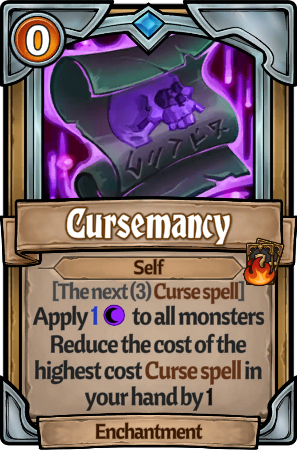 0
Cursemancy
Self
[The next (3) Curse spell]
Apply 1 to all monsters
Reduce the cost of the
highest cost Curse spell in
your hand by 1
Enchantment